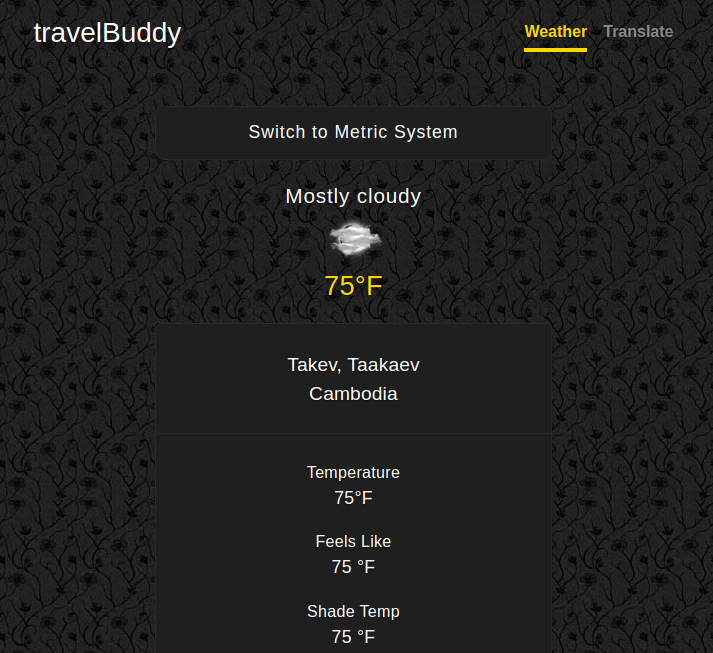 travelBuddy
Weather Translate
Switch to Metric System
Mostly cloudy
75°F
Takev, Taakaev
Cambodia
Temperature
75°F
Feels Like
75 °F
Shade Temp
75 °F